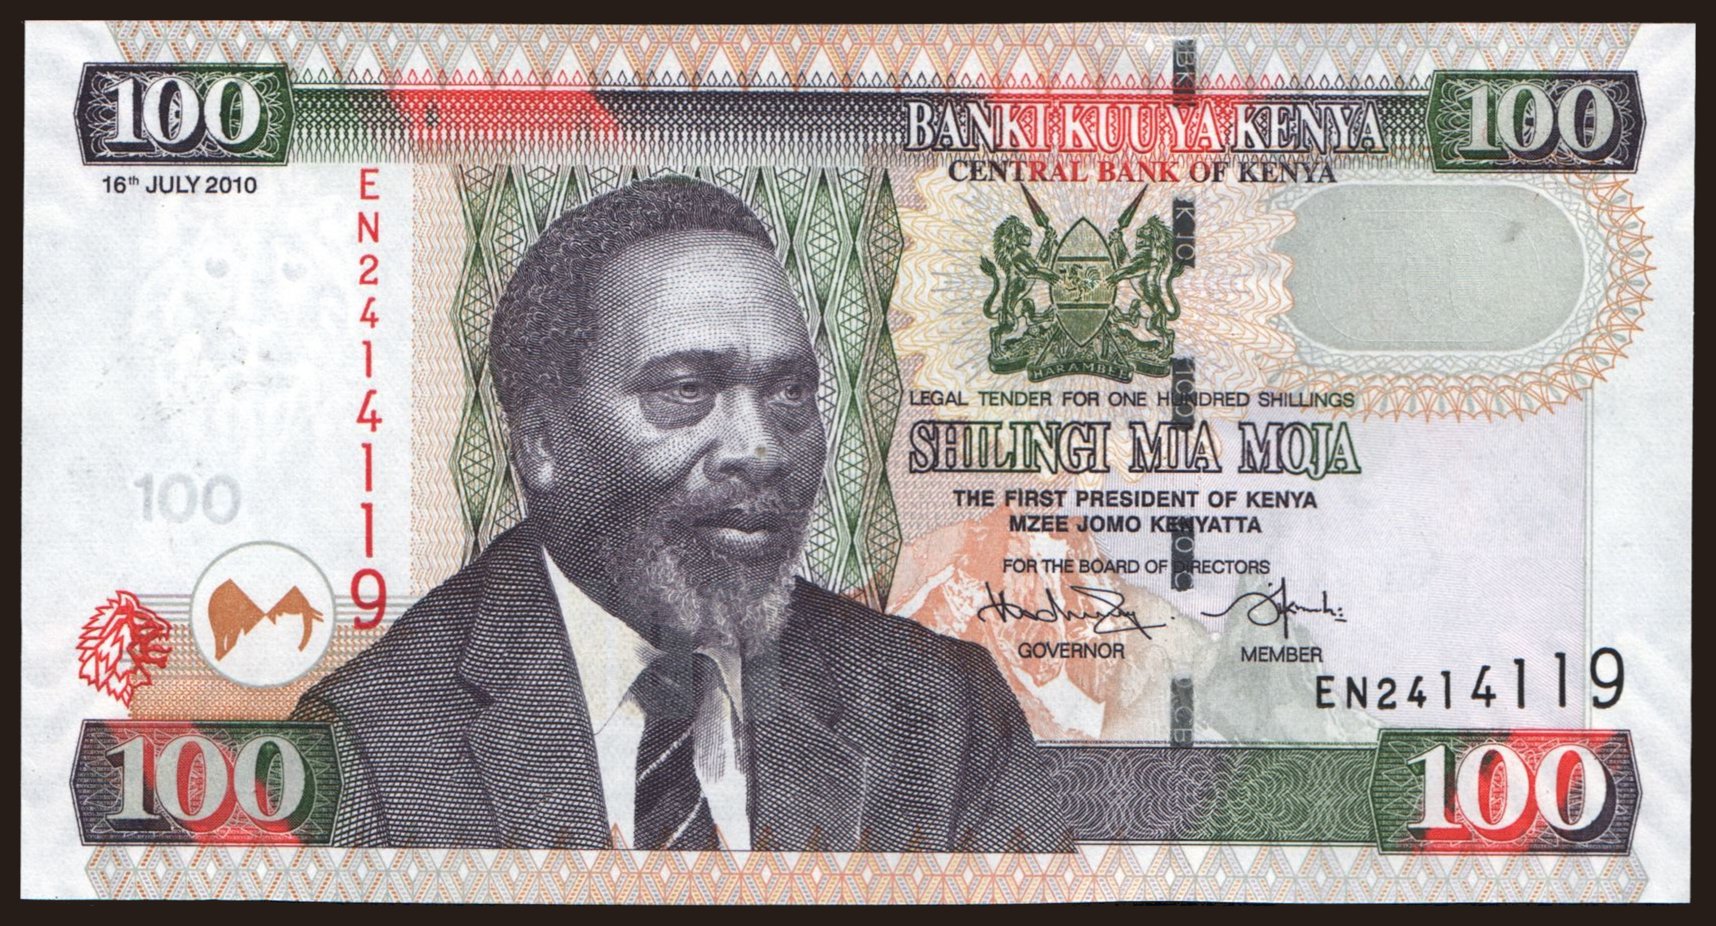 100
BANKI KUU YA KENYA
100
CENTRAL BANK OF KENYA
16th JULY 2010
EN2414119
HARAMBEE
LEGAL TENDER FOR ONE HUNDRED SHILLINGS
SHILINGI MIA MOJA
100
THE FIRST PRESIDENT OF KENYA
MZEE JOMO KENYATTA
FOR THE BOARD OF DIRECTORS
GOVERNOR
MEMBER
EN2414119
100
100